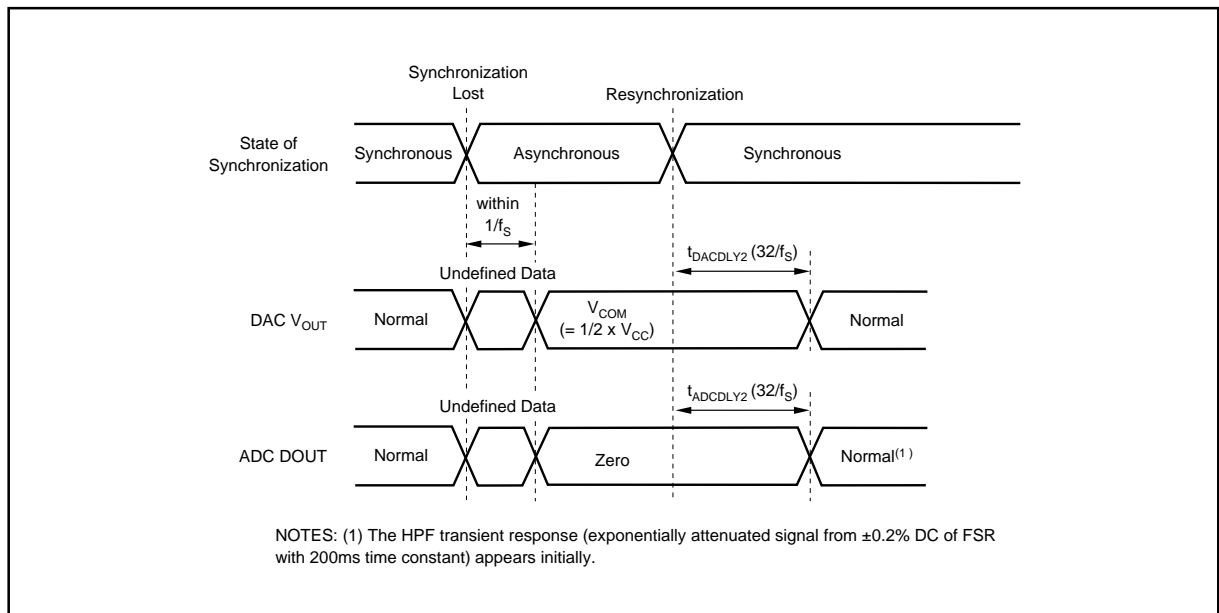 Synchronization
Lost
Resynchronization
State of
Synchronization
Synchronous
Asynchronous
Synchronous
within
1/fS
tDACDLY2 (32/fS)
Undefined Data
DAC VOUT
Normal
VCOM
(= 1/2 x VCC)
Normal
tADCDLY2 (32/fS)
Undefined Data
ADC DOUT
Normal
Zero
Normal(1 )
NOTES: (1) The HPF transient response (exponentially attenuated signal from ±0.2% DC of FSR
with 200ms time constant) appears initially.